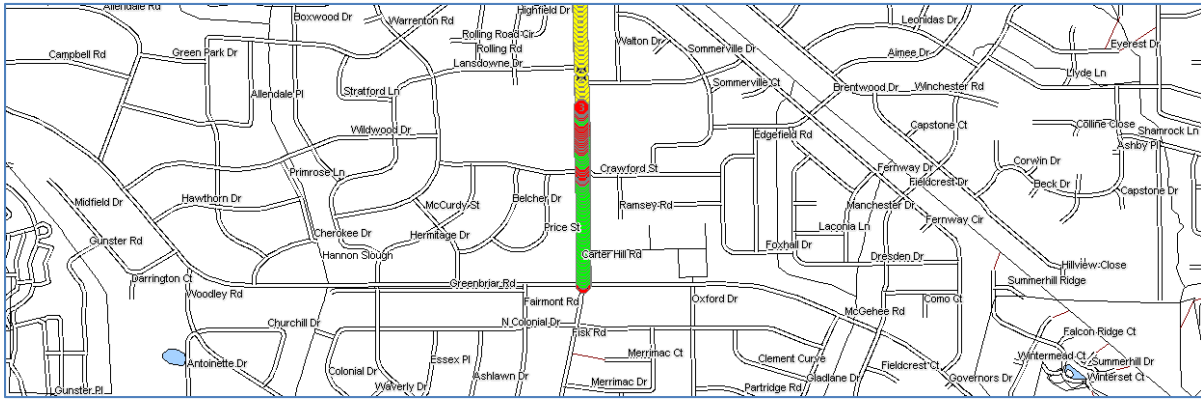 Allendale Rd
Boxwood Dr
Warrenton Rd
Highfield Dr
Rolling Road Cir
Rolling Rd
Walton Dr
Leonidas Dr
Campbell Rd
Green Park Dr
Lansdowne Dr
Sommerville Dr
Aimee Dr
Everest Dr
Stratford Ln
Allendale Pl
Sommerville Ct
Brentwood Dr
Winchester Rd
Llyde Ln
3
Wildwood Dr
Edgefield Rd
Capstone Ct
Colline Close
Shamrock Ln
Ashby Pl
Primrose Ln
Crawford St
Fernway Dr
Fieldcrest Dr
Corwin Dr
Beck Dr
Capstone Dr
Midfield Dr
Hawthorn Dr
McCurdy St
Belcher Dr
Ramsey Rd
Manchester Dr
Fernway Cir
Gunster Rd
Cherokee Dr
Hermitage Dr
Price St
Laconia Ln
Hannon Slough
Carter Hill Rd
Foxhall Dr
Dresden Dr
Hillview Close
Darrington Ct
Woodley Rd
Greenbriar Rd
Summerhill Ridge
Fairmont Rd
Oxford Dr
Como Ct
McGehee Rd
Churchill Dr
N Colonial Dr
Fisk Rd
Falcon Ridge Ct
Antoinette Dr
Essex Pl
Merrimac Ct
Clement Curve
Wintermead Ct
Summerhill Dr
Colonial Dr
Ashlawn Dr
Fieldcrest Ct
Gunster Pl
Waverly Dr
Merrimac Dr
Partridge Rd
Gladlane Dr
Governors Dr
Winterset Ct